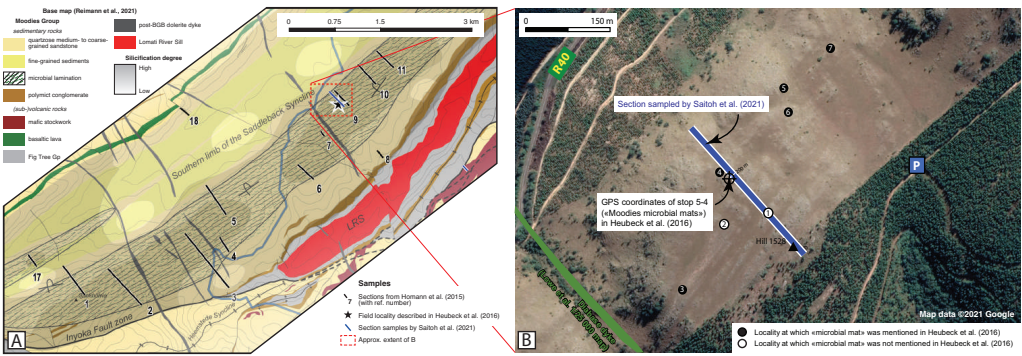 Base map (Reimann et al., 2021)
Moodies Group
sedimentary rocks
quartzose medium- to coarse-
grained sandstone
fine-grained sediments
microbial lamination
polymict conglomerate
(sub-)volcanic rocks
mafic stockwork
basaltic lava
Fig Tree Gp
post-BGB dolerite dyke
Lomati River Sill
Silicification degree
High
Low
0 0.75 1.5 3 km
11
10
9
18
Southern limb of the Saddleback Syncline
7
8
6
5
4
LRS
17
1
2
3
Inyoka Fault zone
Heemstede Syncline
Samples
7 Sections from Homann et al. (2015)
(with ref. number)
Field locality described in Heubeck et al. (2016)
Section samples by Saitoh et al. (2021)
Approx. extent of B
A
0 150 m
R40
7
5
6
Section sampled by Saitoh et al. (2021)
P
4
GPS coordinates of stop 5-4
(«Moodies microbial mats»)
in Heubeck et al. (2016)
1
2
Hill 1528
3
Map data ©2021 Google
B
Locality at which «microbial mat» was mentioned in Heubeck et al. (2016)
Locality at which «microbial mat» was not mentioned in Heubeck et al. (2016)